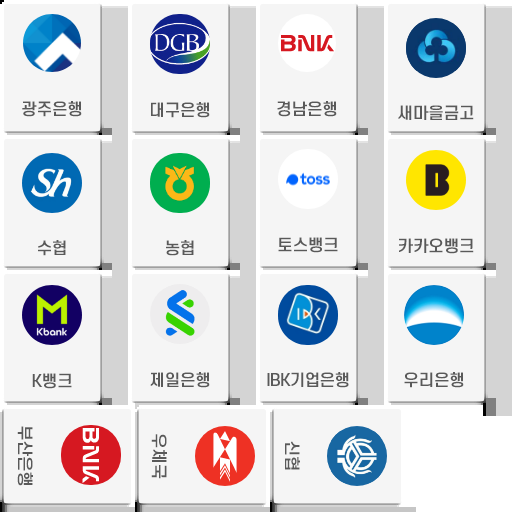 DGB
BNK
광주은행
대구은행
경남은행
새마을금고
Sh
toss
B
수협
농협
토스뱅크
카카오뱅크
M
Kbank
IBK
K뱅크
제일은행
IBK기업은행
우리은행
부산은행
BNK
우체국
신협